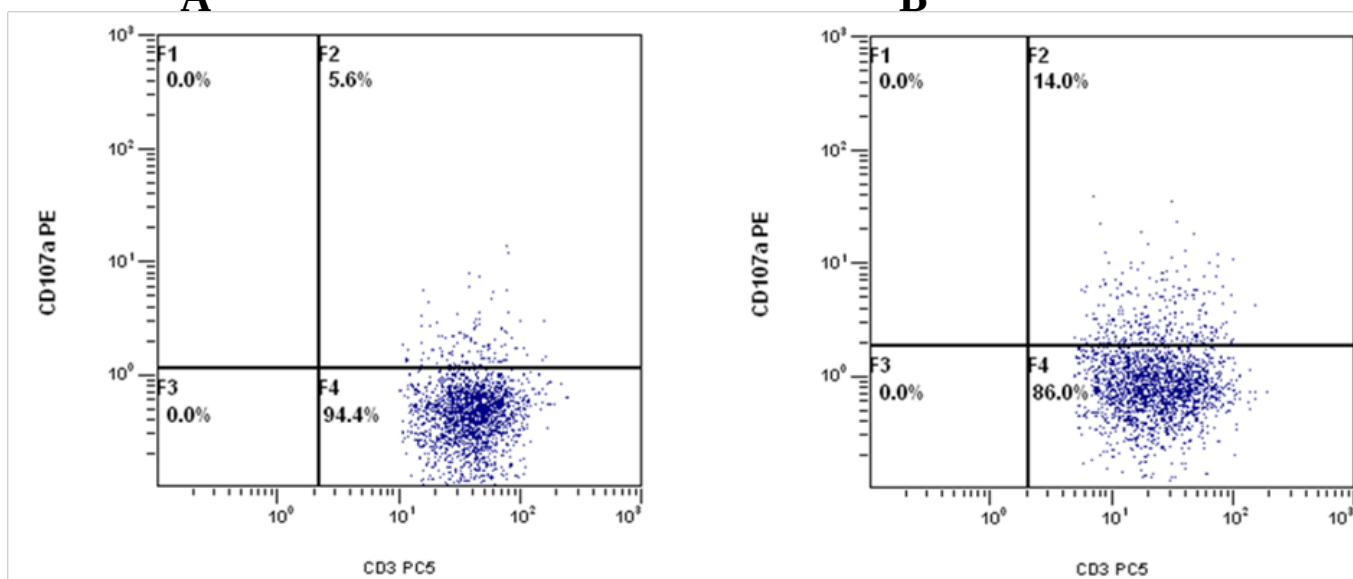 A
10³
F1
0.0%
F2
5.6%
10²
10¹
10⁰
F3
0.0%
F4
94.4%
CD107a PE
10⁰ 10¹ 10² 10³
CD3 PC5
B
10³
F1
0.0%
F2
14.0%
10²
10¹
10⁰
F3
0.0%
F4
86.0%
CD107a PE
10⁰ 10¹ 10² 10³
CD3 PC5